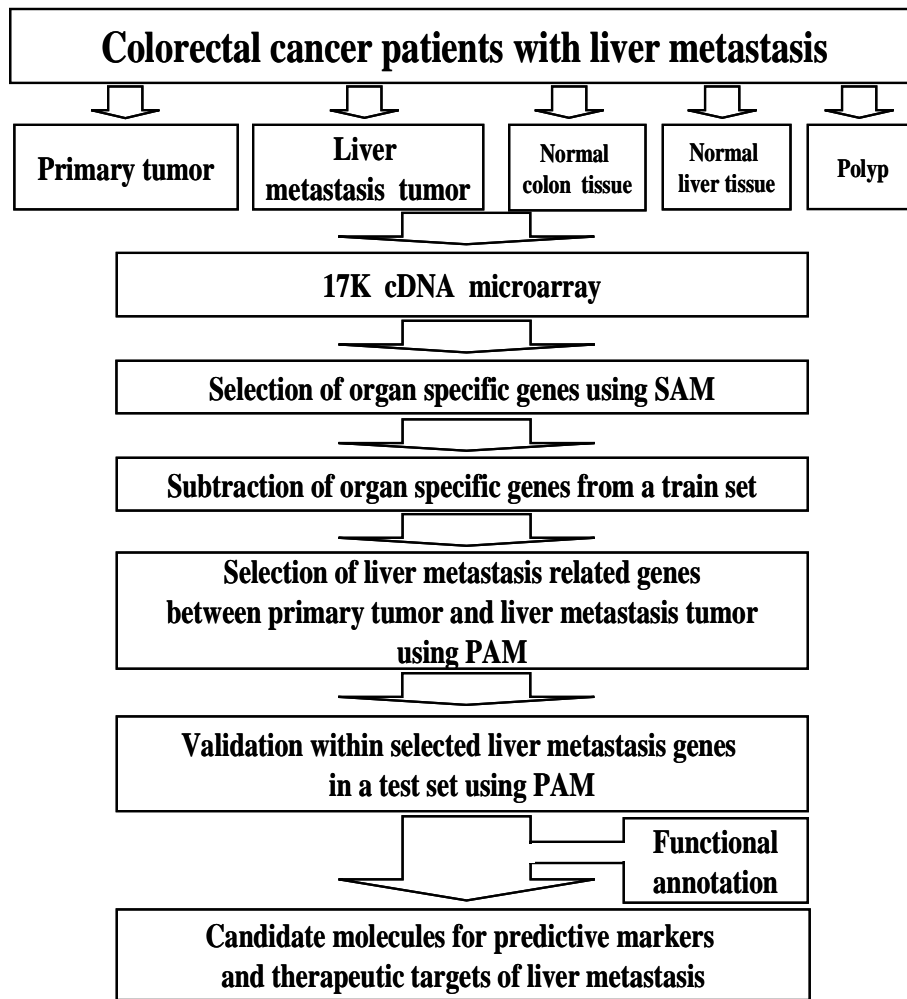 Colorectal cancer patients with liver metastasis
Primary tumor
Liver
metastasis tumor
Normal
colon tissue
Normal
liver tissue
Polyp
17K cDNA microarray
Selection of organ specific genes using SAM
Subtraction of organ specific genes from a train set
Selection of liver metastasis related genes
between primary tumor and liver metastasis tumor
using PAM
Validation within selected liver metastasis genes
in a test set using PAM
Functional
annotation
Candidate molecules for predictive markers
and therapeutic targets of liver metastasis